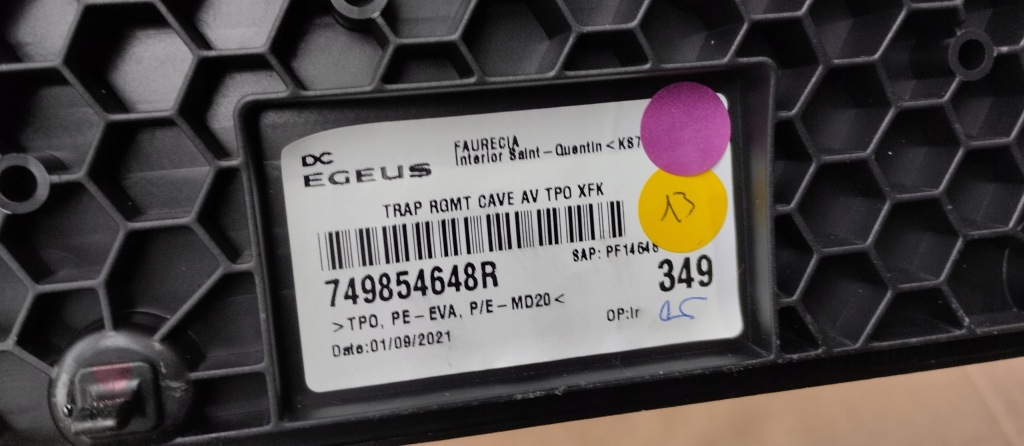 DC
EGEUS
FAURECIA
Interior Saint-Quentin <KS7
TRAP RGMT CAVE AV TPO XFK
SAP: PF14646
749854648R
349
>TPO, PE-EVA, P/E-MD20<
OP:Ir
Date:01/09/2021
13